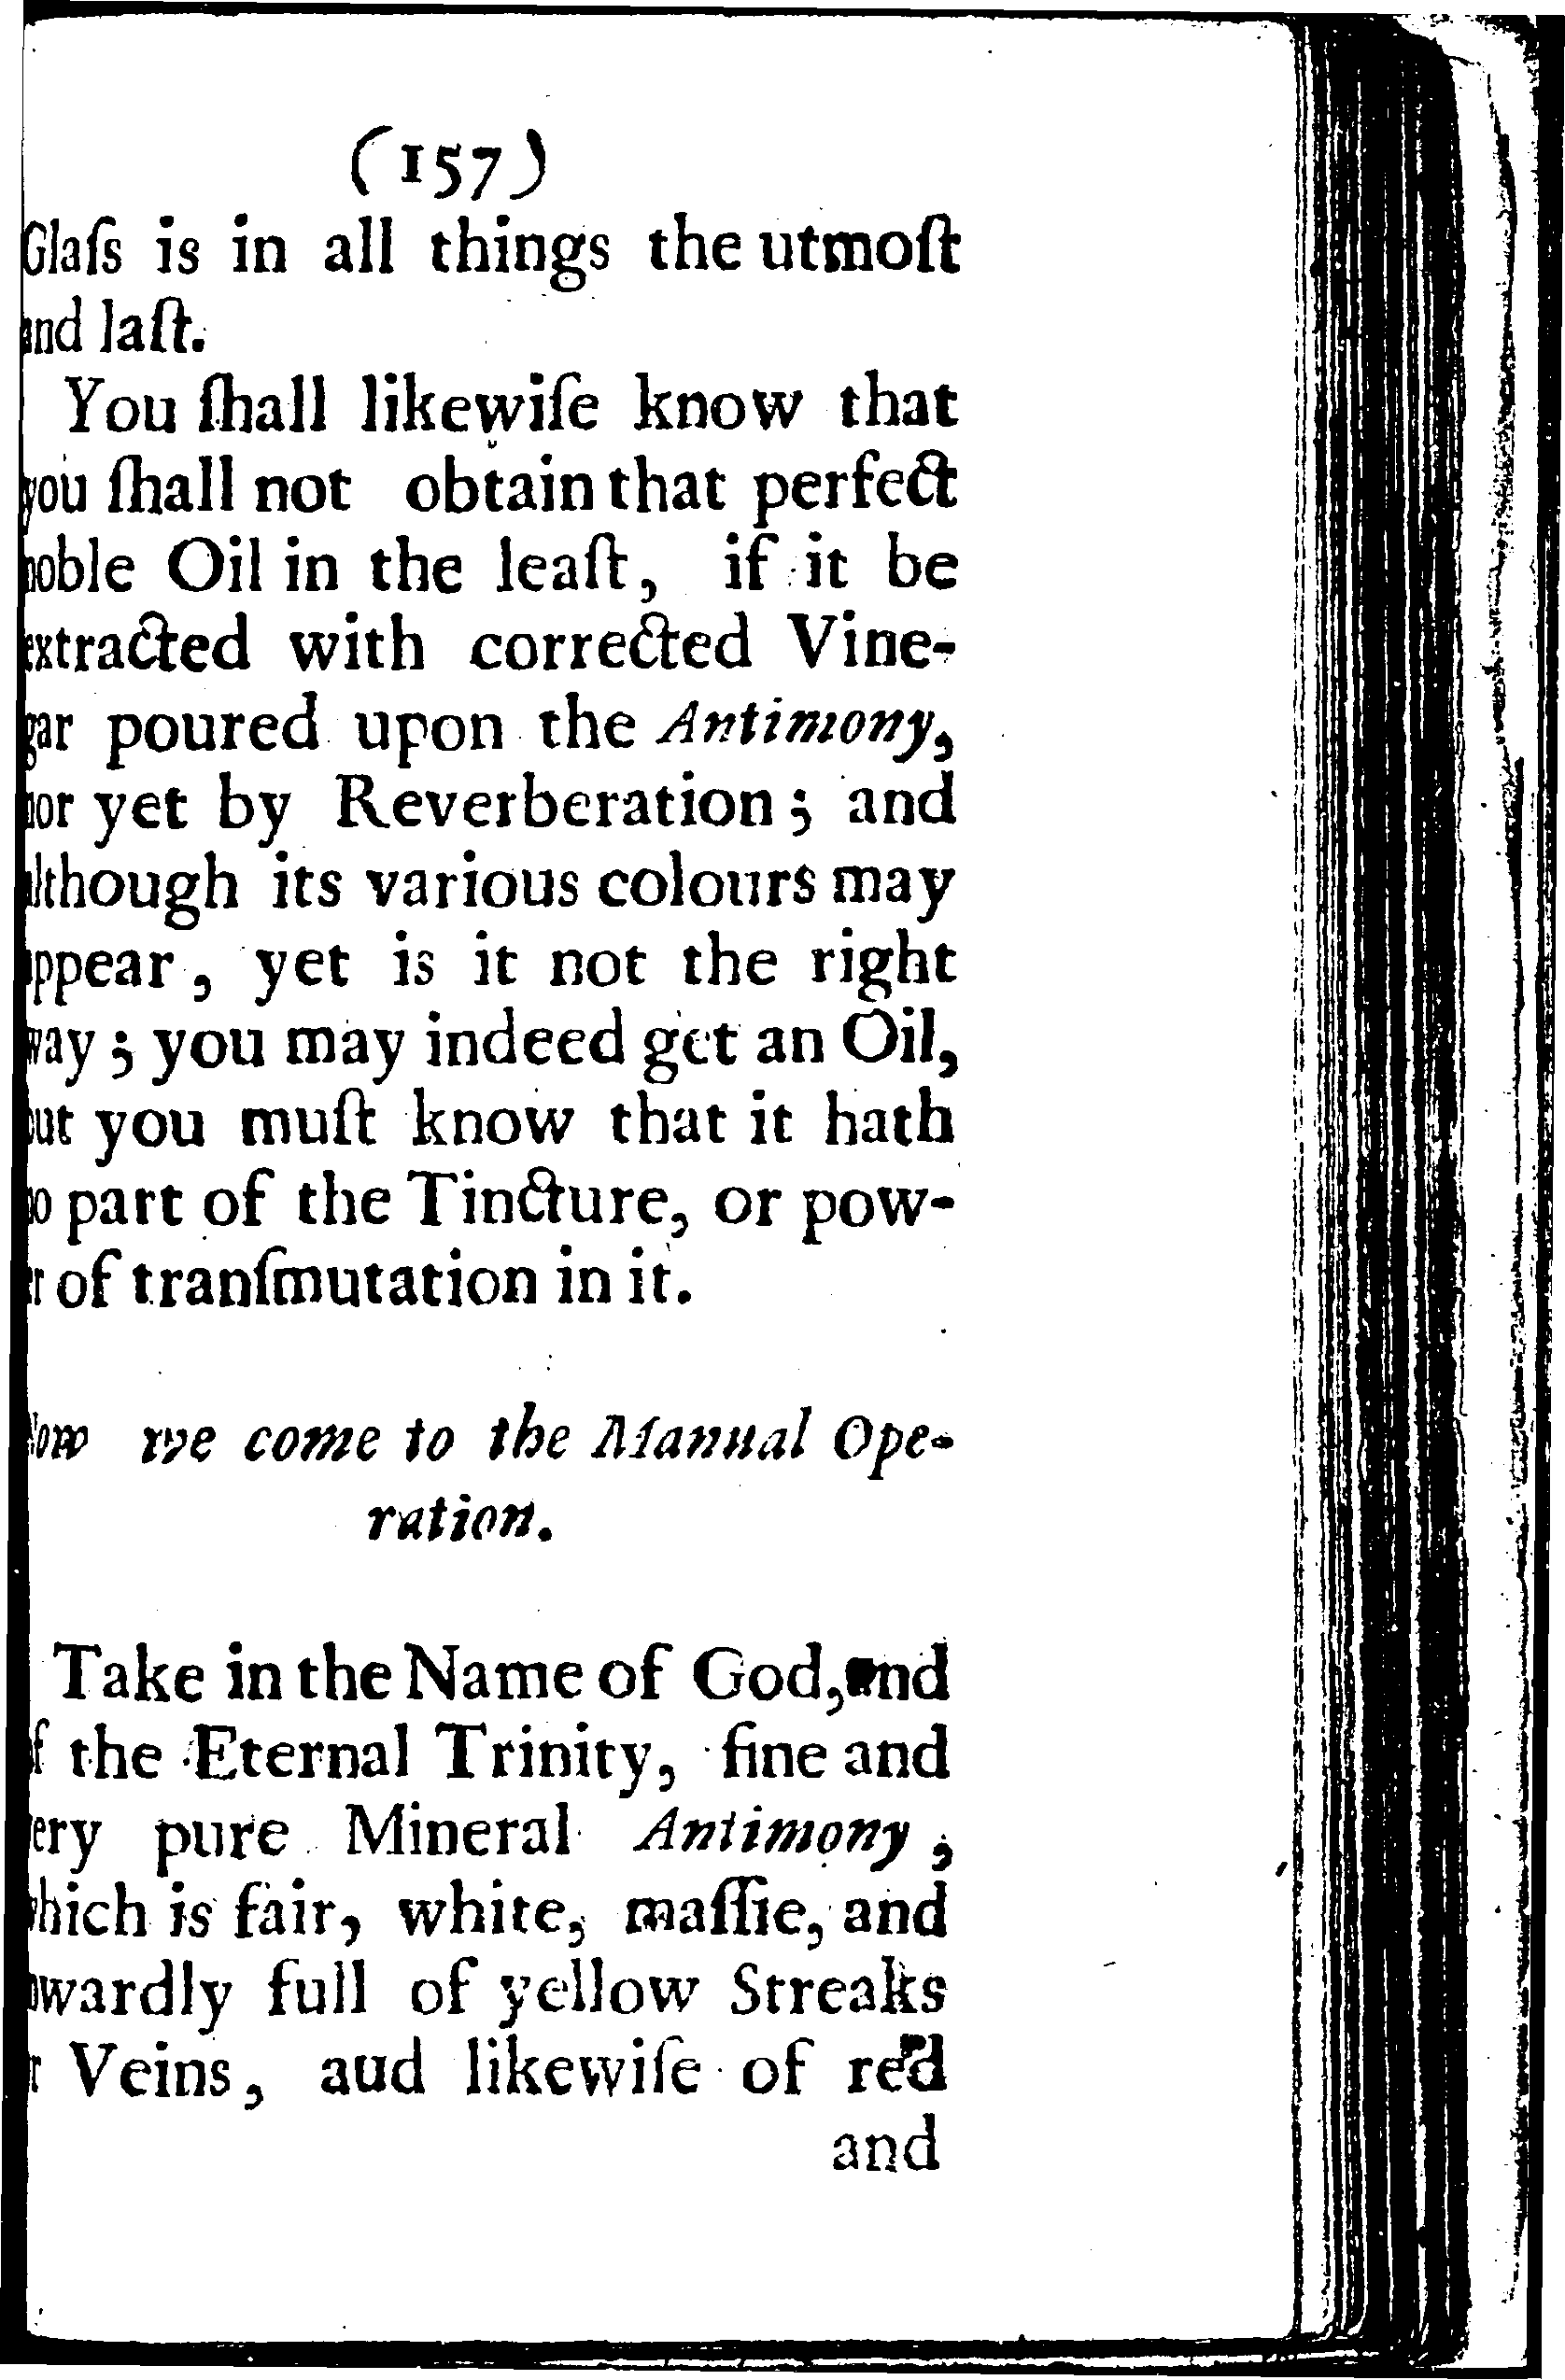 (157)
Glaſs is in all things the utmoſt
and laſt.
You ſhall likewiſe know that
you ſhall not obtain that perfect
noble Oil in the leaſt, if it be
extracted with corrected Vine-
gar poured upon the Antimony,
nor yet by Reverberation; and
although its various colours may
appear, yet is it not the right
way; you may indeed get an Oil,
but you muſt know that it hath
no part of the Tincture, or pow-
er of tranſmutation in it.
Now we come to the Manual Ope-
ration.
Take in the Name of God, and
of the Eternal Trinity, fine and
very pure Mineral Antimony,
which is fair, white, maſſie, and
inwardly full of yellow Streaks
or Veins, aud likewiſe of red
and